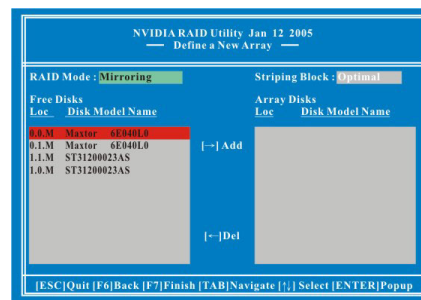 NVIDIA RAID Utility Jan 12 2005
— Define a New Array —
RAID Mode : Mirroring
Striping Block : Optimal
Free Disks
Array Disks
Loc Disk Model Name
Loc Disk Model Name
0.0.M Maxtor 6E040L0
0.1.M Maxtor 6E040L0
1.1.M ST31200023AS
1.0.M ST31200023AS
[→] Add
[←]Del
[ESC]Quit [F6]Back [F7]Finish [TAB]Navigate [↑↓] Select [ENTER]Popup